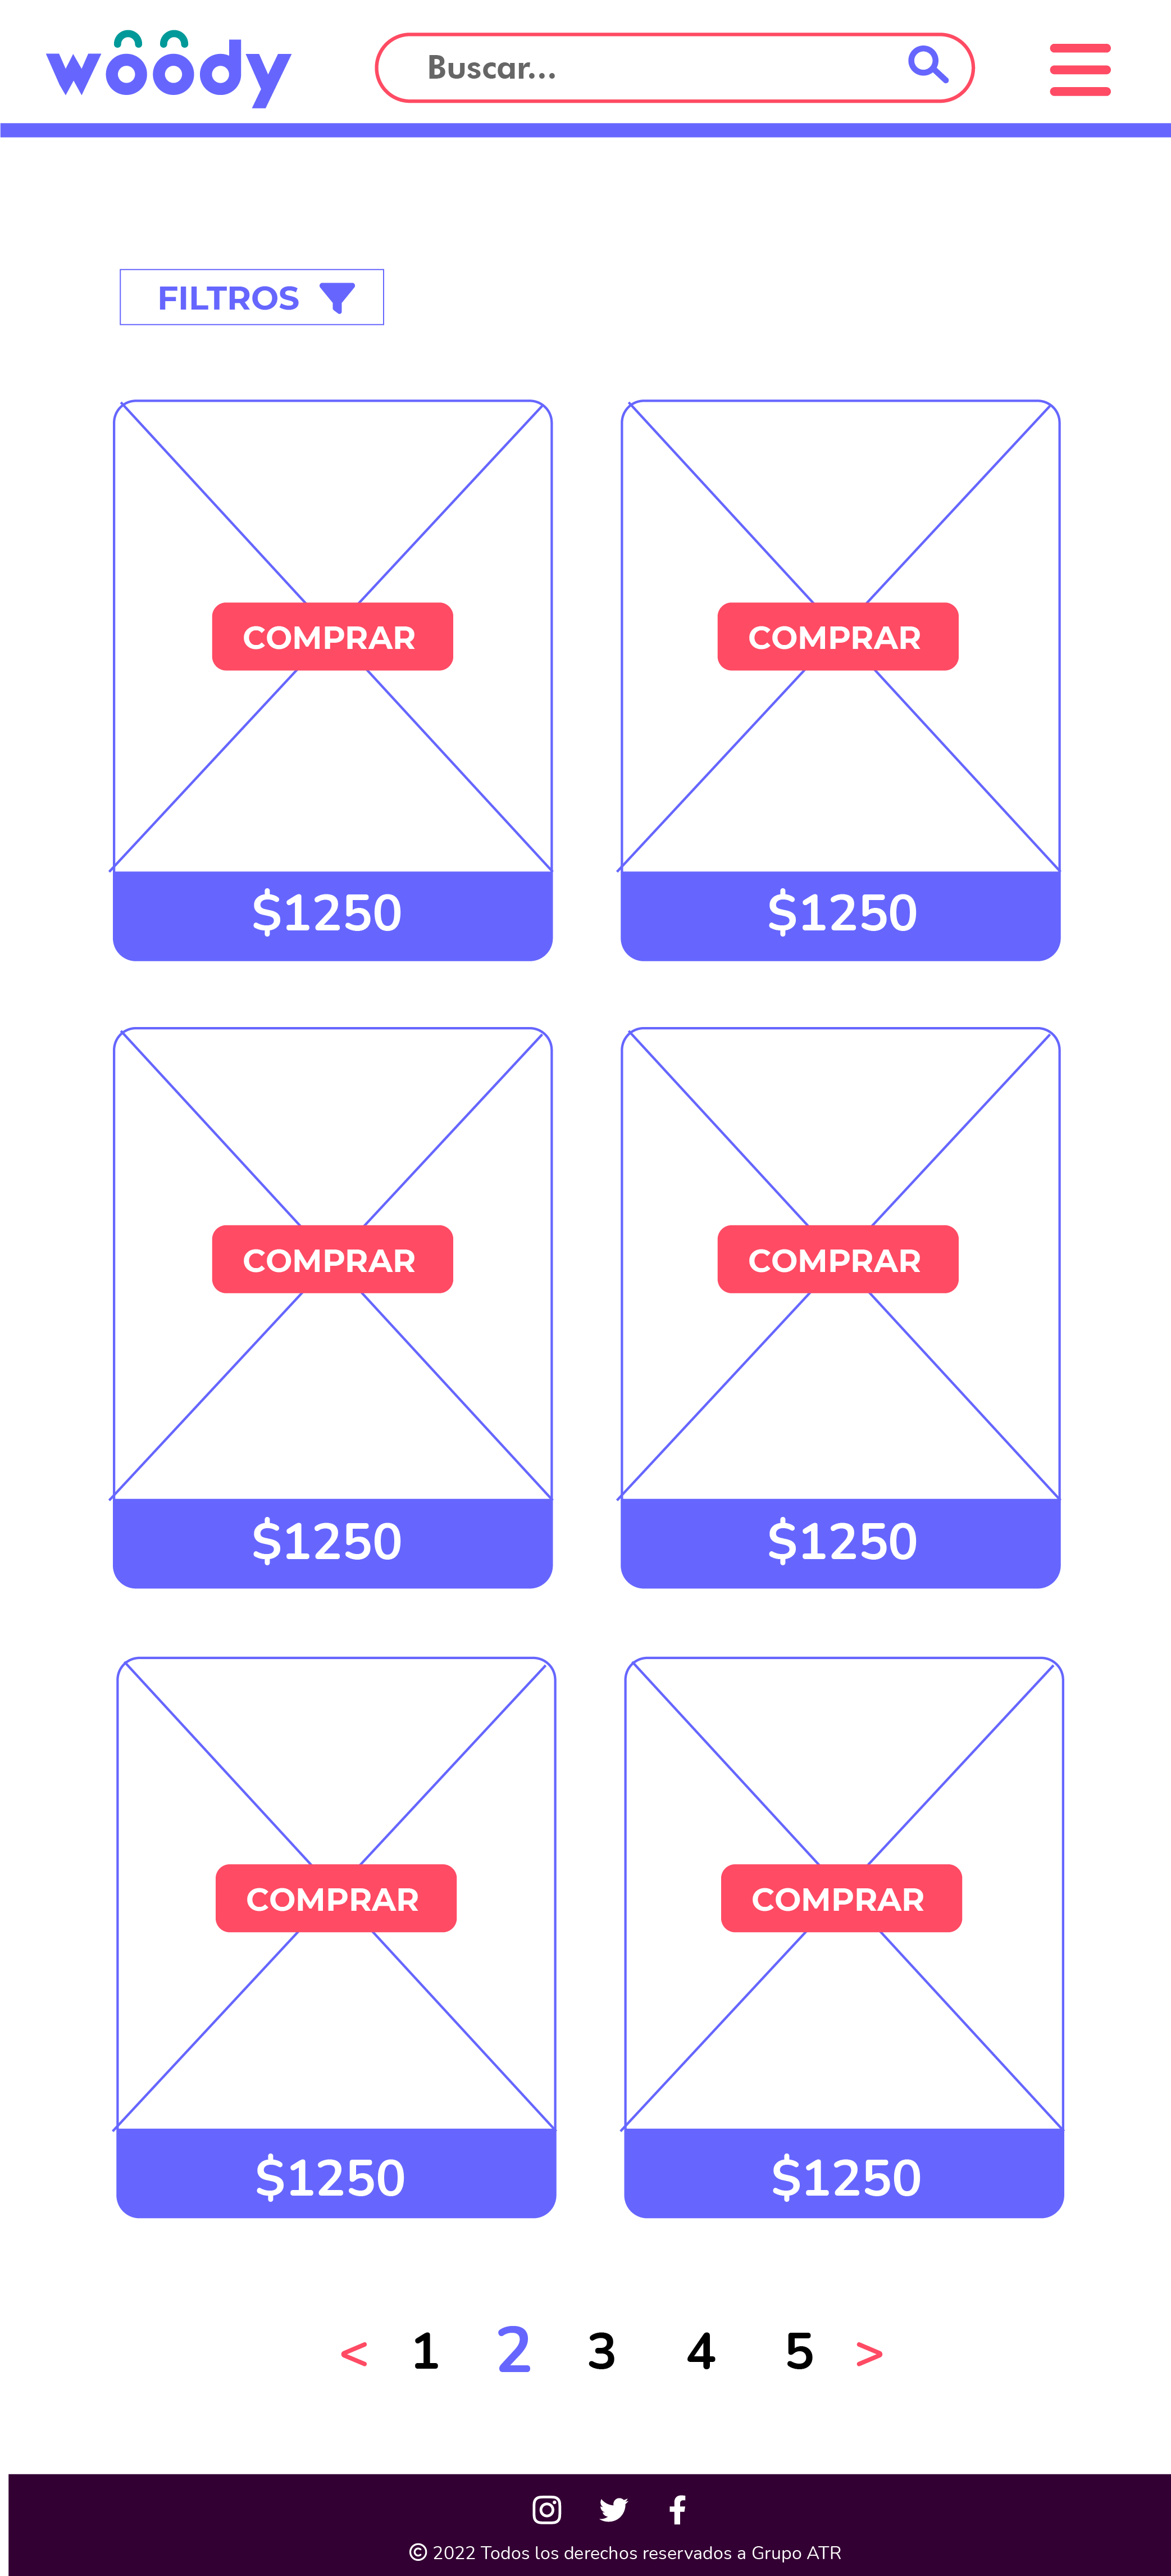 woody
Buscar...
FILTROS
COMPRAR
COMPRAR
$1250
$1250
COMPRAR
COMPRAR
$1250
$1250
COMPRAR
COMPRAR
$1250
$1250
< 1 2 3 4 5 >
© 2022 Todos los derechos reservados a Grupo ATR